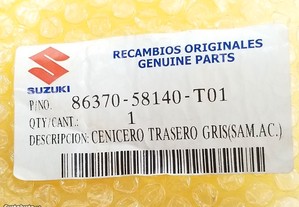 RECAMBIOS ORIGINALES
GENUINE PARTS
SUZUKI
P/NO. 86370-58140-T01
QTY/CANT.: 1
DESCRIPCION: CENICERO TRASERO GRIS(SAM.AC.)